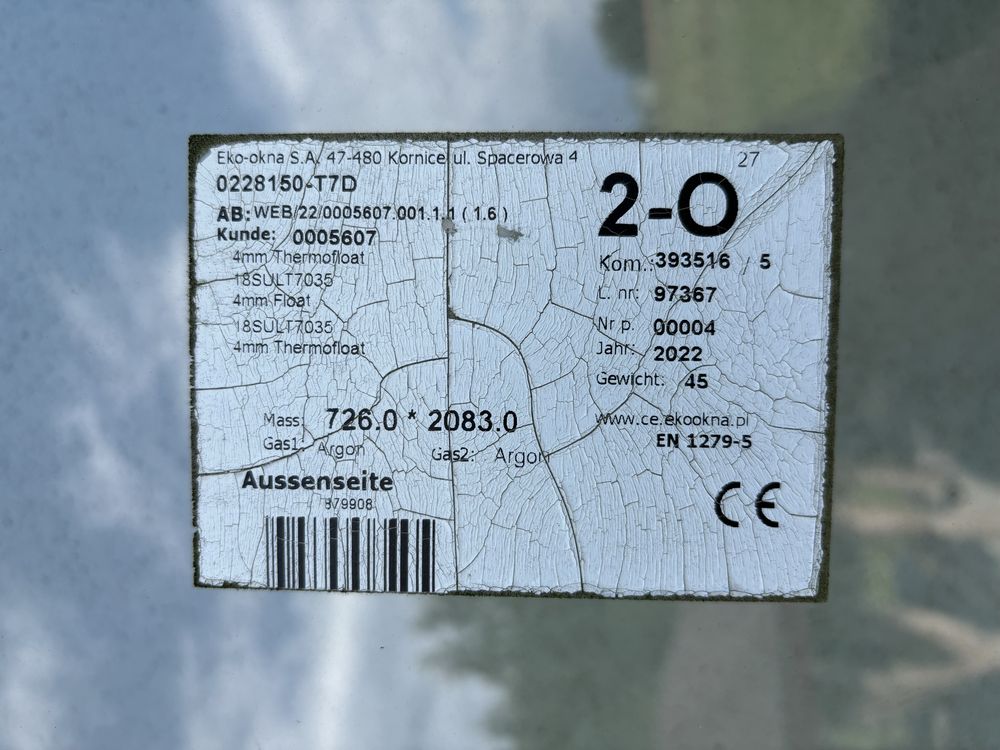 Eko-okna S.A. 47-480 Kornice ul. Spacerowa 4
27
0228150-T7D
2-O
AB: WEB/22/0005607.001.1.1 ( 1.6 )
Kunde: 0005607
4mm Thermofloat
18SULT7035
4mm Float
18SULT7035
4mm Thermofloat
Kom.: 393516 / 5
L. nr: 97367
Nr p. 00004
Jahr: 2022
Gewicht: 45
Mass: 726.0 * 2083.0
Gas1: Argon Gas2: Argon
www.ce.ekookna.pl
EN 1279-5
Aussenseite
879908
CE